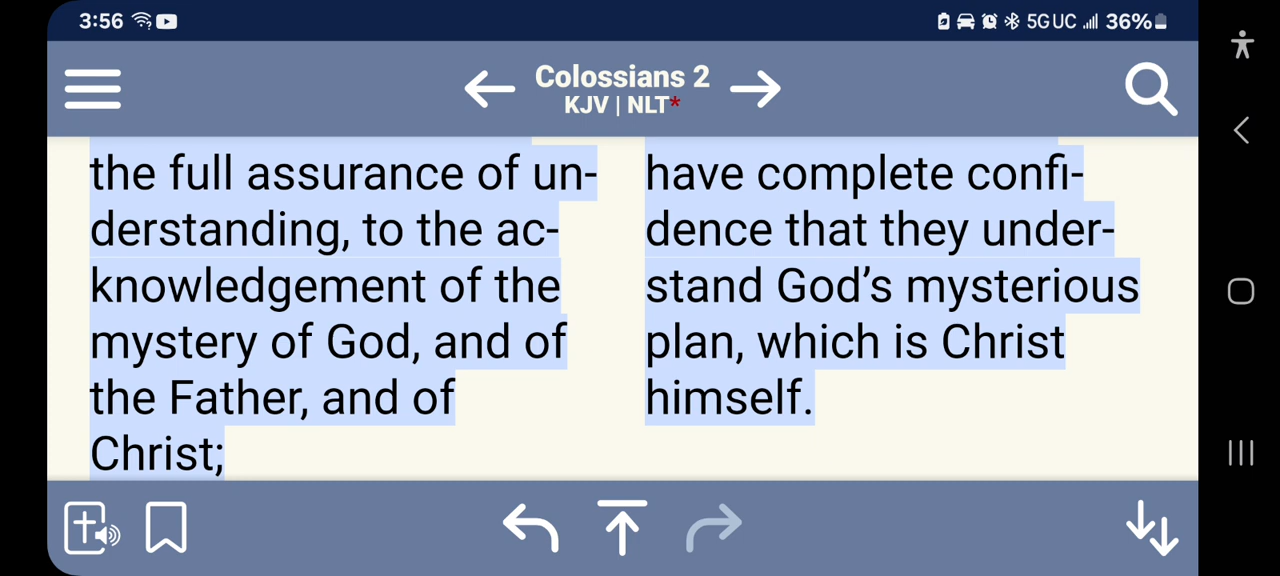 3:56
5G UC
36%
Colossians 2
KJV | NLT*
the full assurance of un-
derstanding, to the ac-
knowledgement of the
mystery of God, and of
the Father, and of
Christ;
have complete confi-
dence that they under-
stand God’s mysterious
plan, which is Christ
himself.